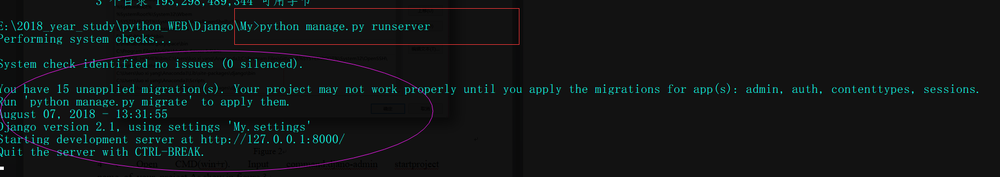 3 个目录 193,298,489,344 可用字节
E:\2018_year_study\python_WEB\Django\My>python manage.py runserver
Performing system checks...
System check identified no issues (0 silenced).
You have 15 unapplied migration(s). Your project may not work properly until you apply the migrations for app(s): admin, auth, contenttypes, sessions.
Run 'python manage.py migrate' to apply them.
August 07, 2018 - 13:31:55
Django version 2.1, using settings 'My.settings'
Starting development server at http://127.0.0.1:8000/
Quit the server with CTRL-BREAK.
Figure 2
Open CMD(win+r). Input command:djano-admin startproject